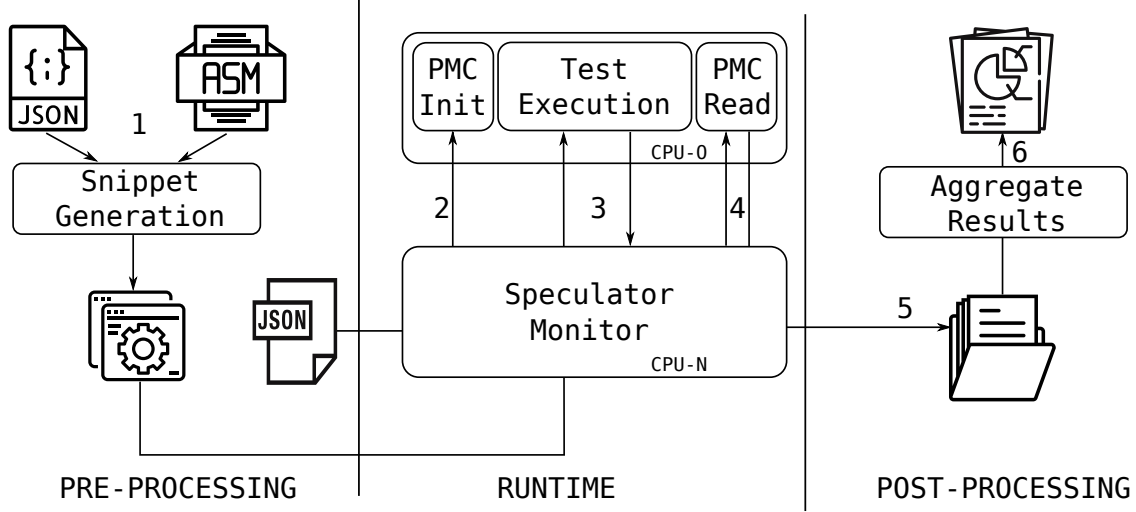 {;}
JSON
ASM
1
Snippet
Generation
JSON
PRE-PROCESSING
PMC
Init
Test
Execution
PMC
Read
CPU-O
2
3
4
Speculator
Monitor
CPU-N
RUNTIME
5
6
Aggregate
Results
POST-PROCESSING